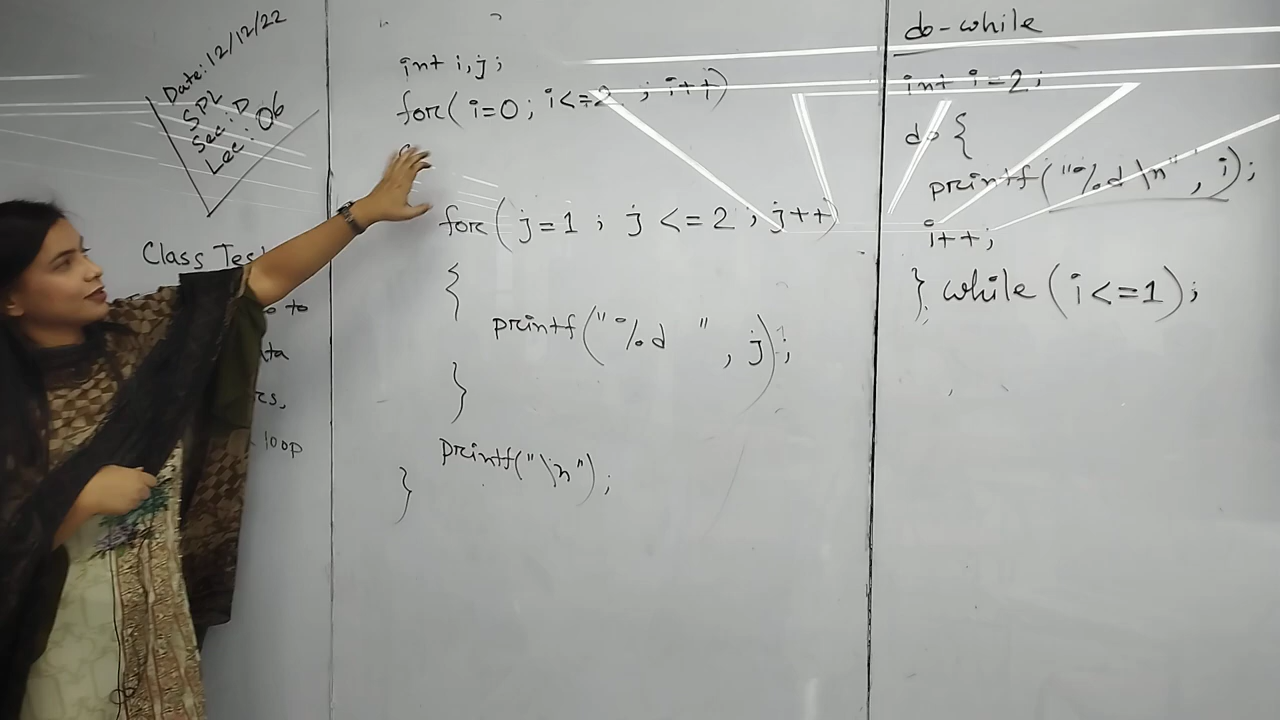 Date: 12/12/22
SPL
Sec: D
Lec: 06
Class Test
to
loop
int i, j;
for( i=0; i<=2 ; i++)
for( j=1 ; j <=2 ; j++)
{
printf("%d ", j);
}
printf("\n");
}
do-while
int i=2;
do {
printf("%d \n", i);
i++;
} while (i<=1);